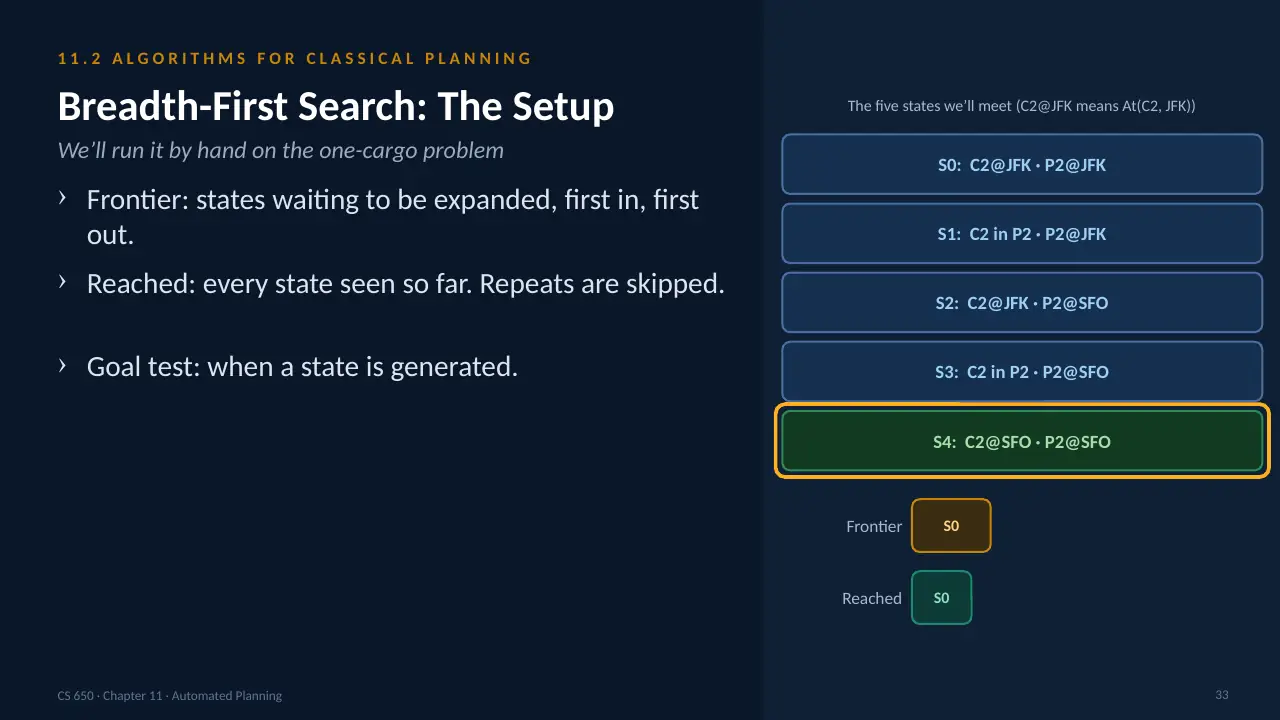 11.2 ALGORITHMS FOR CLASSICAL PLANNING
Breadth-First Search: The Setup
We’ll run it by hand on the one-cargo problem
› Frontier: states waiting to be expanded, first in, first
out.
› Reached: every state seen so far. Repeats are skipped.
› Goal test: when a state is generated.
The five states we’ll meet (C2@JFK means At(C2, JFK))
S0: C2@JFK · P2@JFK
S1: C2 in P2 · P2@JFK
S2: C2@JFK · P2@SFO
S3: C2 in P2 · P2@SFO
S4: C2@SFO · P2@SFO
Frontier S0
Reached S0
CS 650 · Chapter 11 · Automated Planning
33